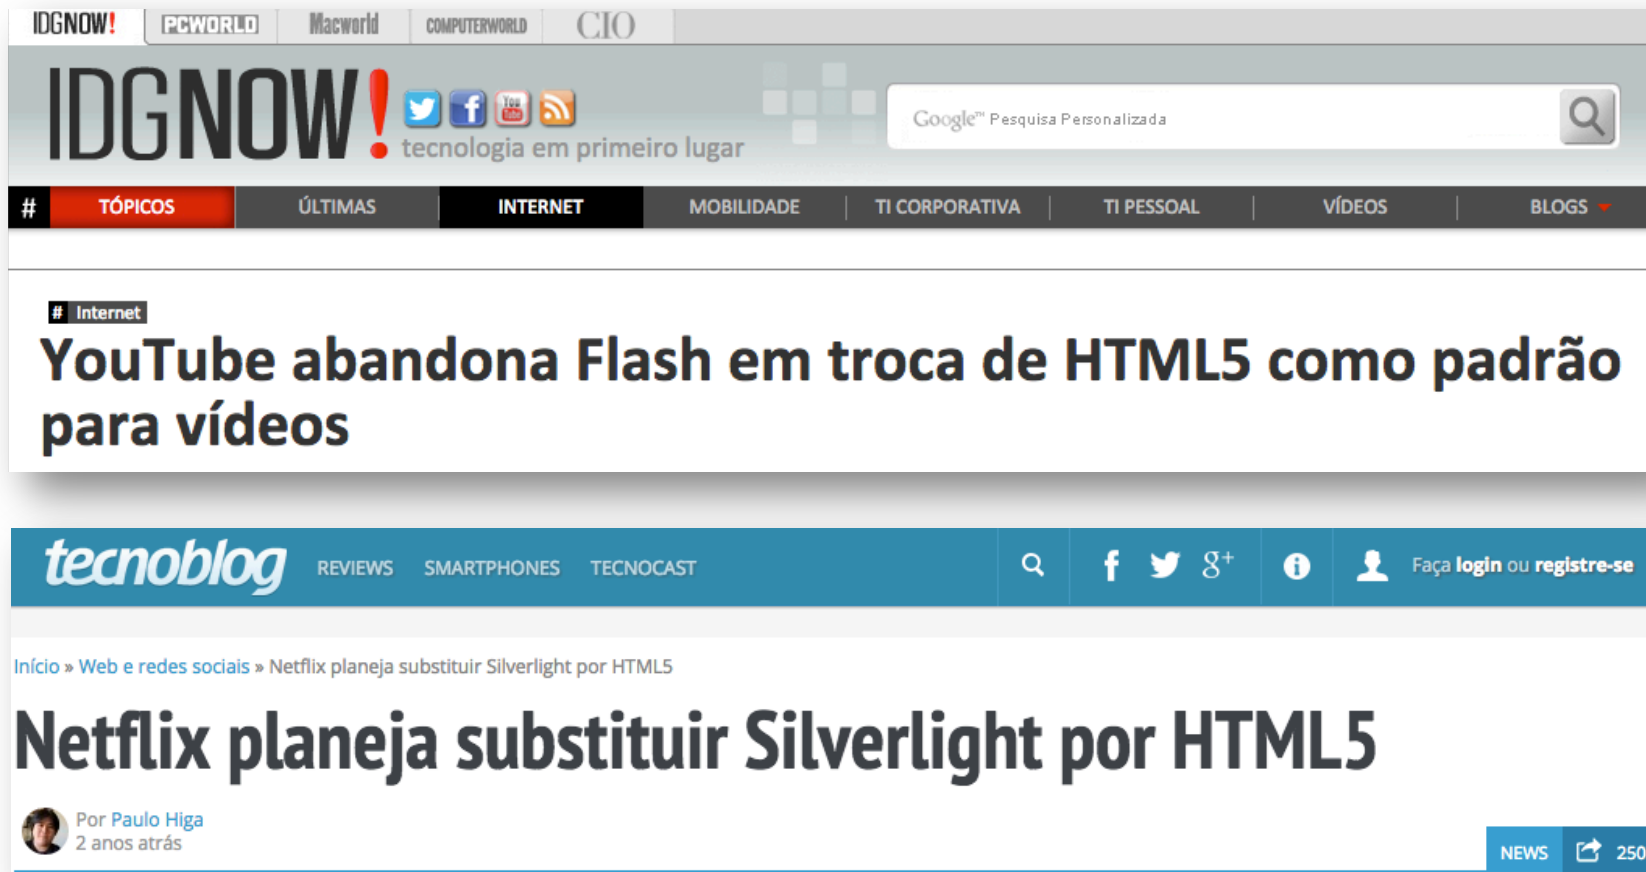 IDGNOW! PCWORLD Macworld COMPUTERWORLD CIO
IDGNOW!
You Tube
tecnologia em primeiro lugar
Google™ Pesquisa Personalizada
# TÓPICOS ÚLTIMAS INTERNET MOBILIDADE TI CORPORATIVA TI PESSOAL VÍDEOS BLOGS
# Internet
YouTube abandona Flash em troca de HTML5 como padrão
para vídeos
tecnoblog REVIEWS SMARTPHONES TECNOCAST Faça login ou registre-se
Início » Web e redes sociais » Netflix planeja substituir Silverlight por HTML5
Netflix planeja substituir Silverlight por HTML5
Por Paulo Higa
2 anos atrás
NEWS 250